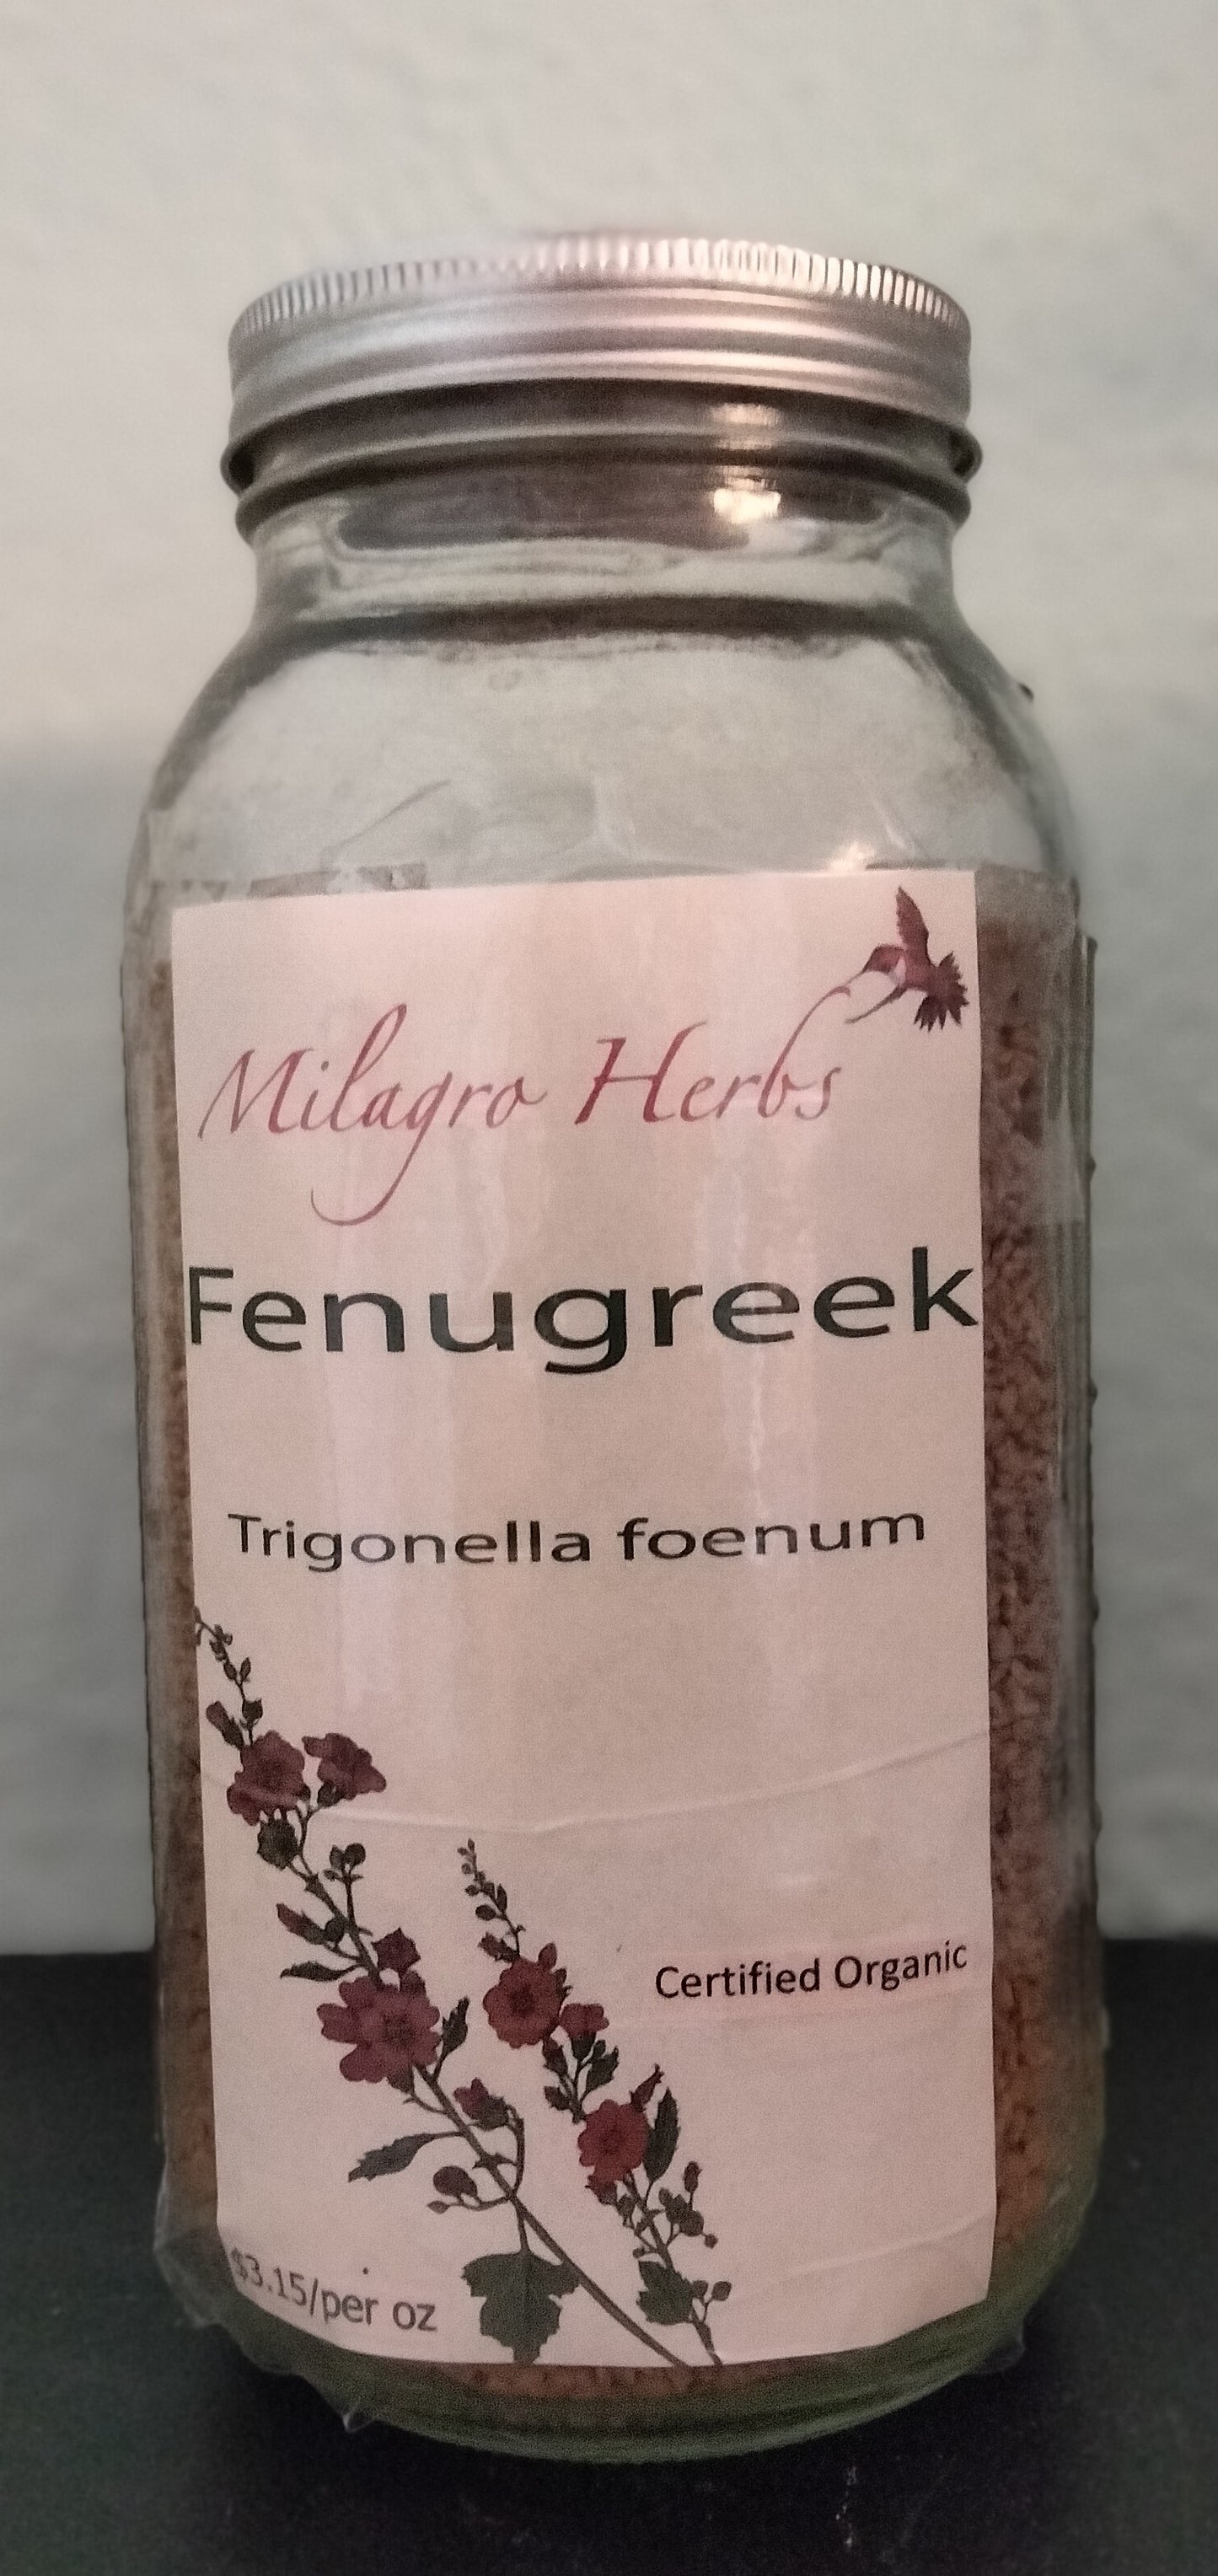 Milagro Herbs
Fenugreek
Trigonella foenum
Certified Organic
$3.15/per oz